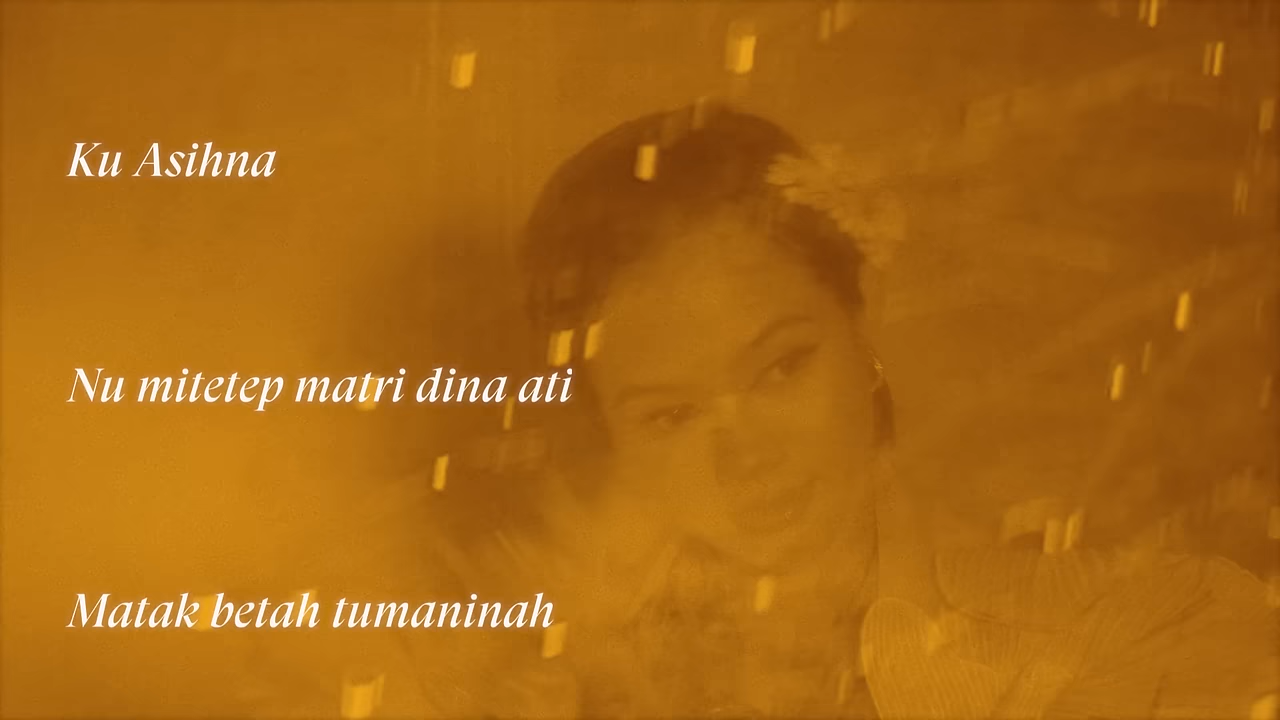 Ku Asihna
Nu mitetep matri dina ati
Matak betah tumaninah